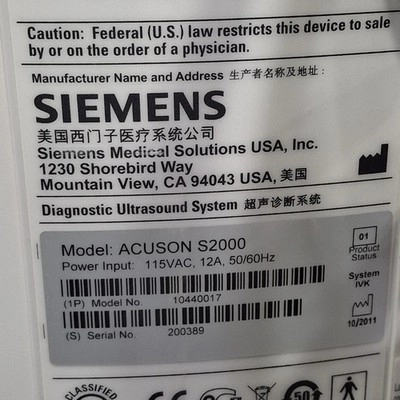 Caution: Federal (U.S.) law restricts this device to sale
by or on the order of a physician.
Manufacturer Name and Address 生产者名称及地址:
SIEMENS
美国西门子医疗系统公司
Siemens Medical Solutions USA, Inc.
1230 Shorebird Way
Mountain View, CA 94043 USA, 美国
Diagnostic Ultrasound System 超声诊断系统
Model: ACUSON S2000
Power Input: 115VAC, 12A, 50/60Hz
01
Product
Status
(1P) Model No. 10440017
System
IVK
(S) Serial No. 200389
10/2011
CLASSIFIED
50